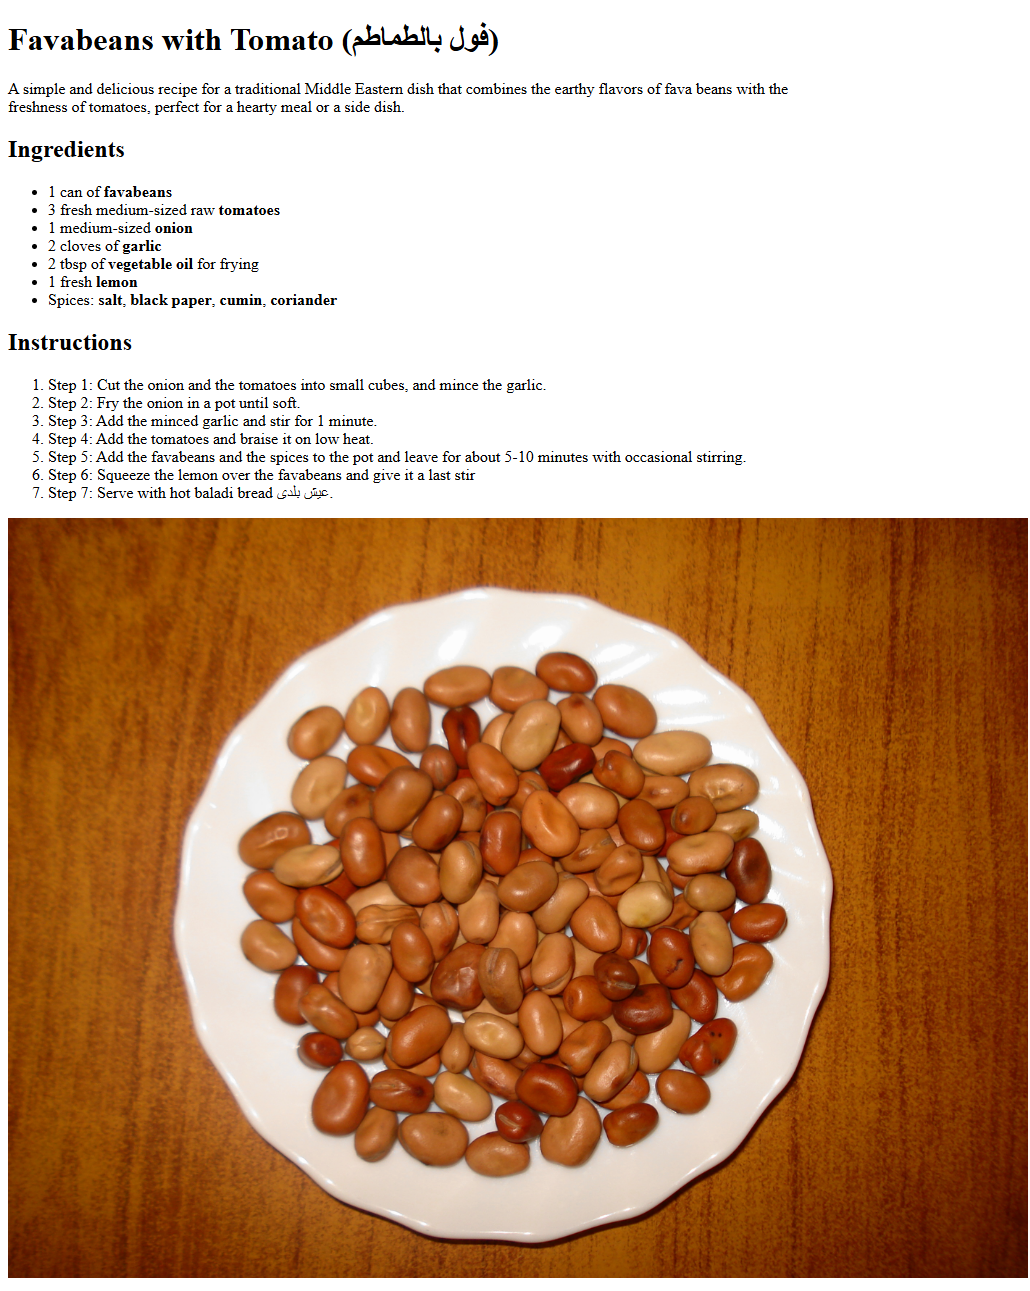 Favabeans with Tomato (فول بالطماطم)
A simple and delicious recipe for a traditional Middle Eastern dish that combines the earthy flavors of fava beans with the
freshness of tomatoes, perfect for a hearty meal or a side dish.
Ingredients
• 1 can of favabeans
• 3 fresh medium-sized raw tomatoes
• 1 medium-sized onion
• 2 cloves of garlic
• 2 tbsp of vegetable oil for frying
• 1 fresh lemon
• Spices: salt, black paper, cumin, coriander
Instructions
1. Step 1: Cut the onion and the tomatoes into small cubes, and mince the garlic.
2. Step 2: Fry the onion in a pot until soft.
3. Step 3: Add the minced garlic and stir for 1 minute.
4. Step 4: Add the tomatoes and braise it on low heat.
5. Step 5: Add the favabeans and the spices to the pot and leave for about 5-10 minutes with occasional stirring.
6. Step 6: Squeeze the lemon over the favabeans and give it a last stir
7. Step 7: Serve with hot baladi bread عيش بلدى.